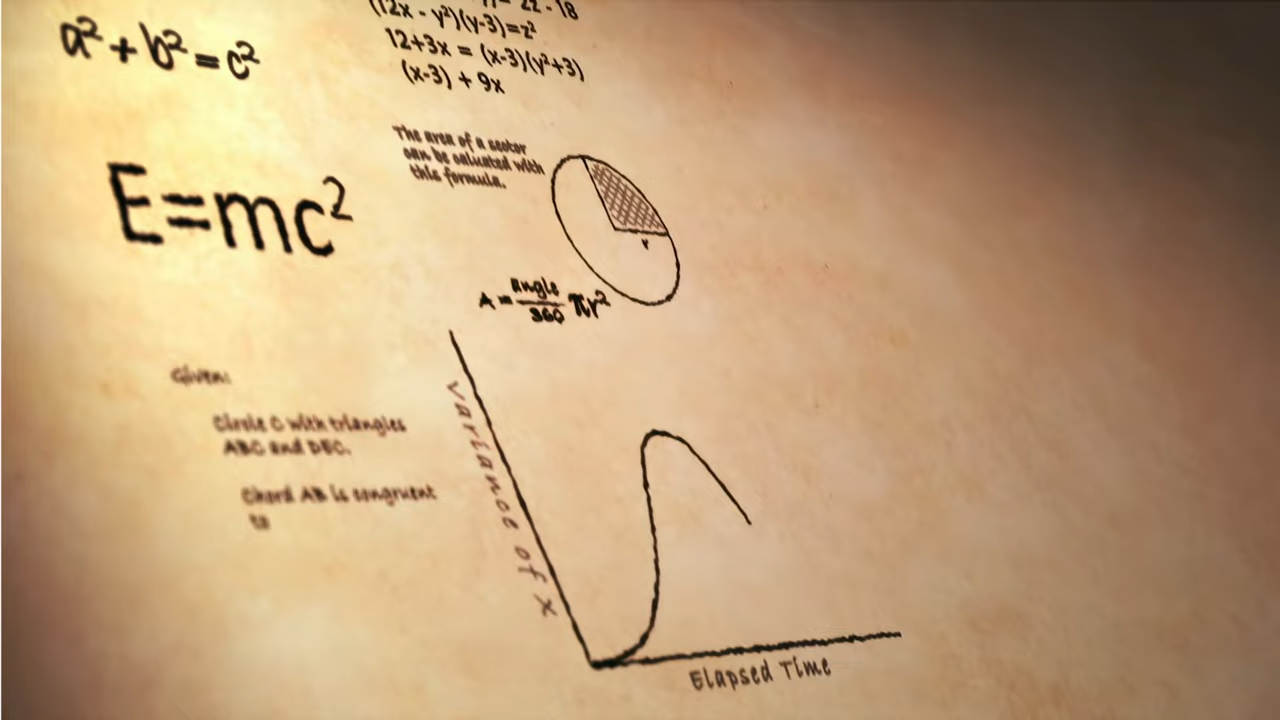 a² + b² = c²
(12x - y²)(y-3)=z²
12+3x = (x-3)(y²+3)
(x-3) + 9x
E=mc²
The area of a sector
can be caluated with
this formula.
r
A = angle/360 πr²
Given:
Circle C with triangles
ABC and DEC.
Chord AB is congruent
to
variance of x
Elapsed Time